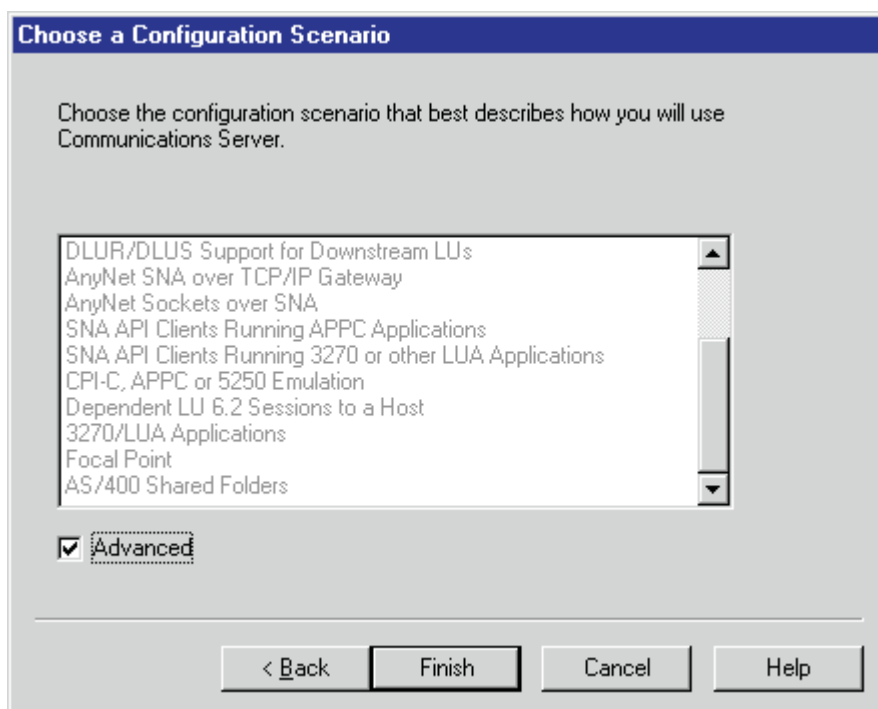 Choose a Configuration Scenario
Choose the configuration scenario that best describes how you will use
Communications Server.
DLUR/DLUS Support for Downstream LUs
AnyNet SNA over TCP/IP Gateway
AnyNet Sockets over SNA
SNA API Clients Running APPC Applications
SNA API Clients Running 3270 or other LUA Applications
CPI-C, APPC or 5250 Emulation
Dependent LU 6.2 Sessions to a Host
3270/LUA Applications
Focal Point
AS/400 Shared Folders
Advanced
< Back
Finish
Cancel
Help